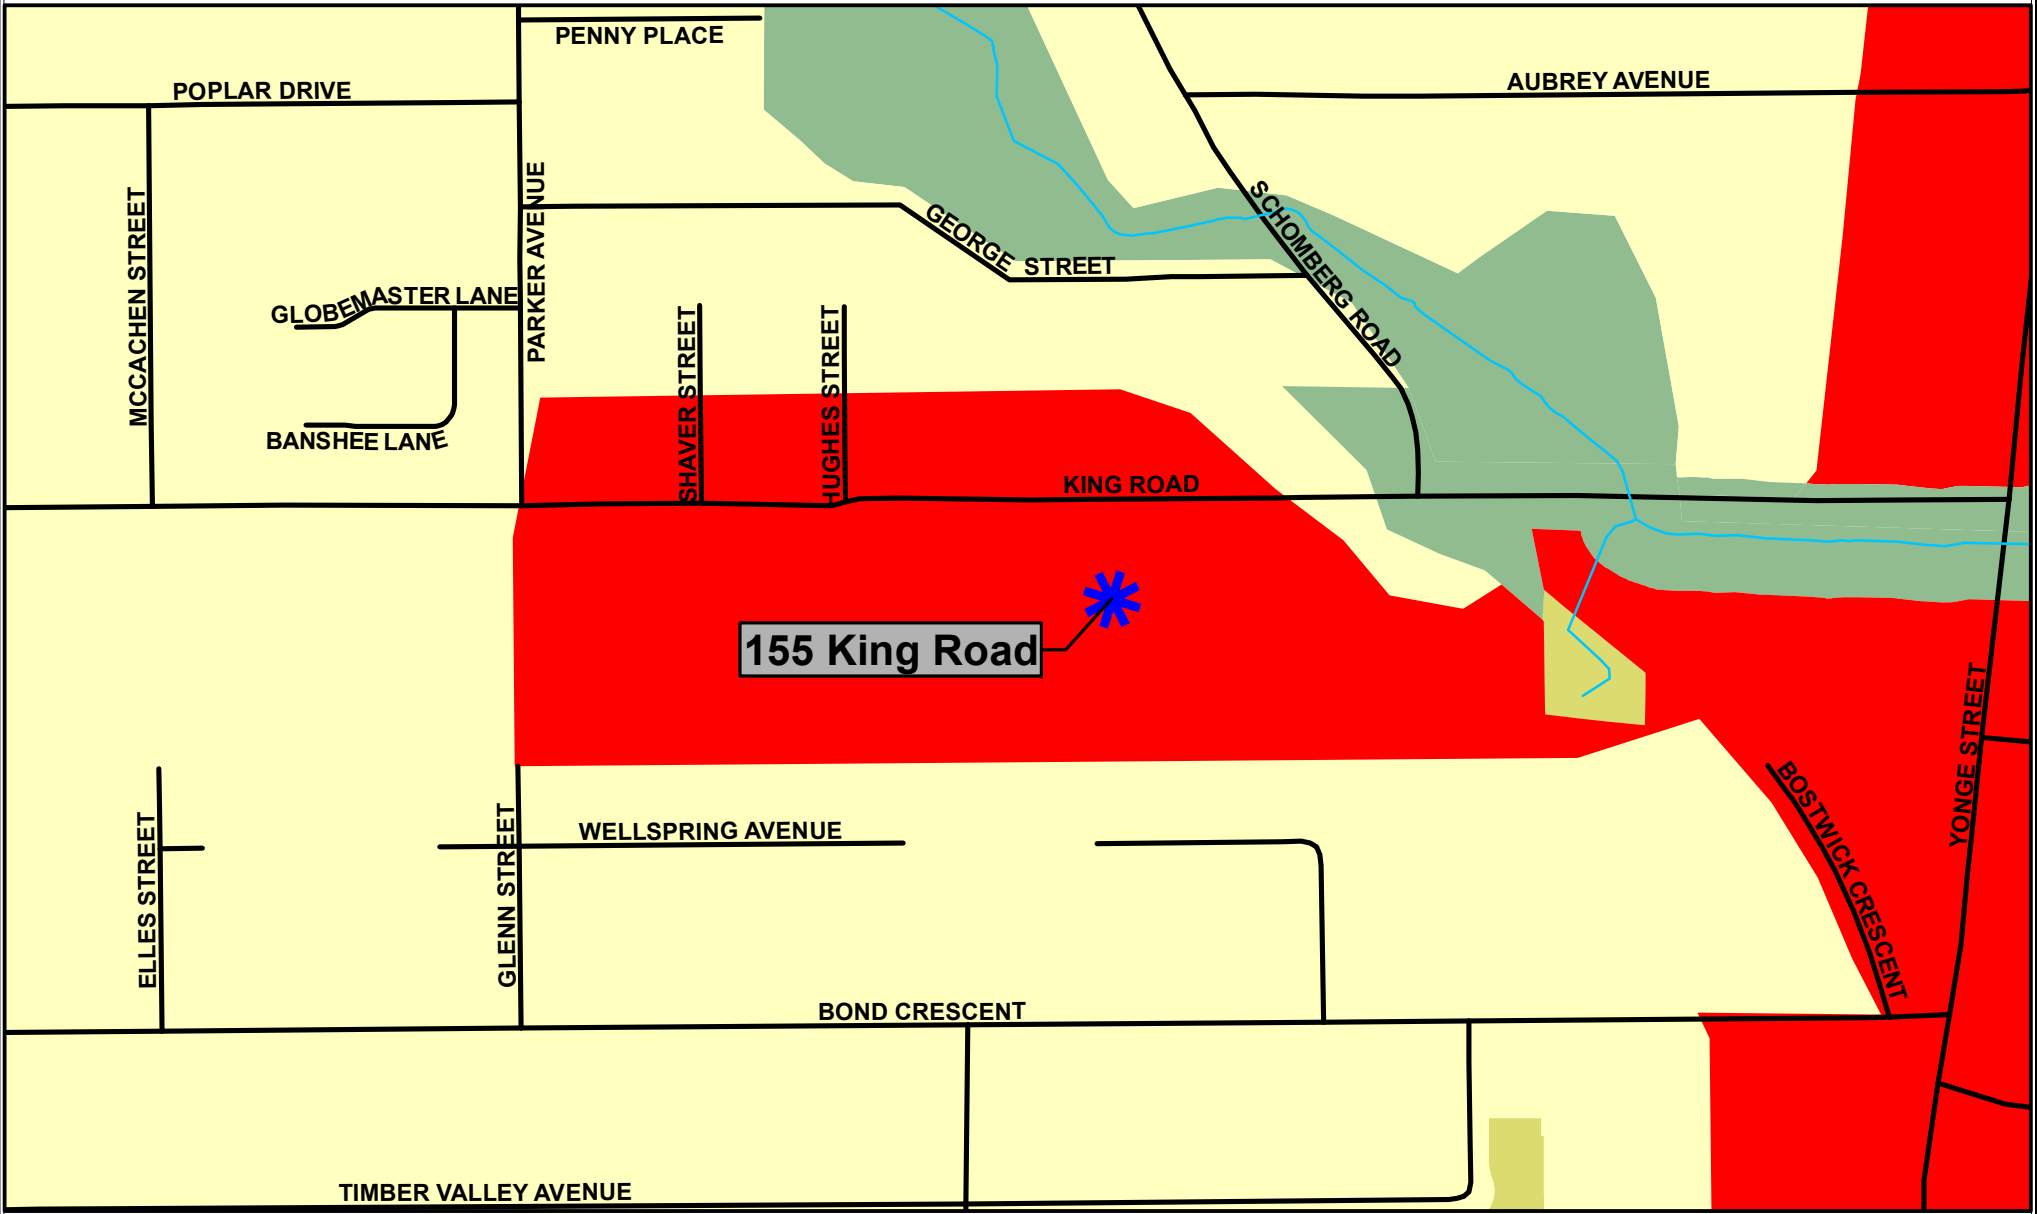 PENNY PLACE
POPLAR DRIVE
AUBREY AVENUE
MCCACHEN STREET
PARKER AVENUE
GEORGE STREET
SCHOMBERG ROAD
GLOBEMASTER LANE
SHAVER STREET
HUGHES STREET
BANSHEE LANE
KING ROAD
155 King Road
YONGE STREET
BOSTWICK CRESCENT
ELLES STREET
GLENN STREET
WELLSPRING AVENUE
BOND CRESCENT
TIMBER VALLEY AVENUE